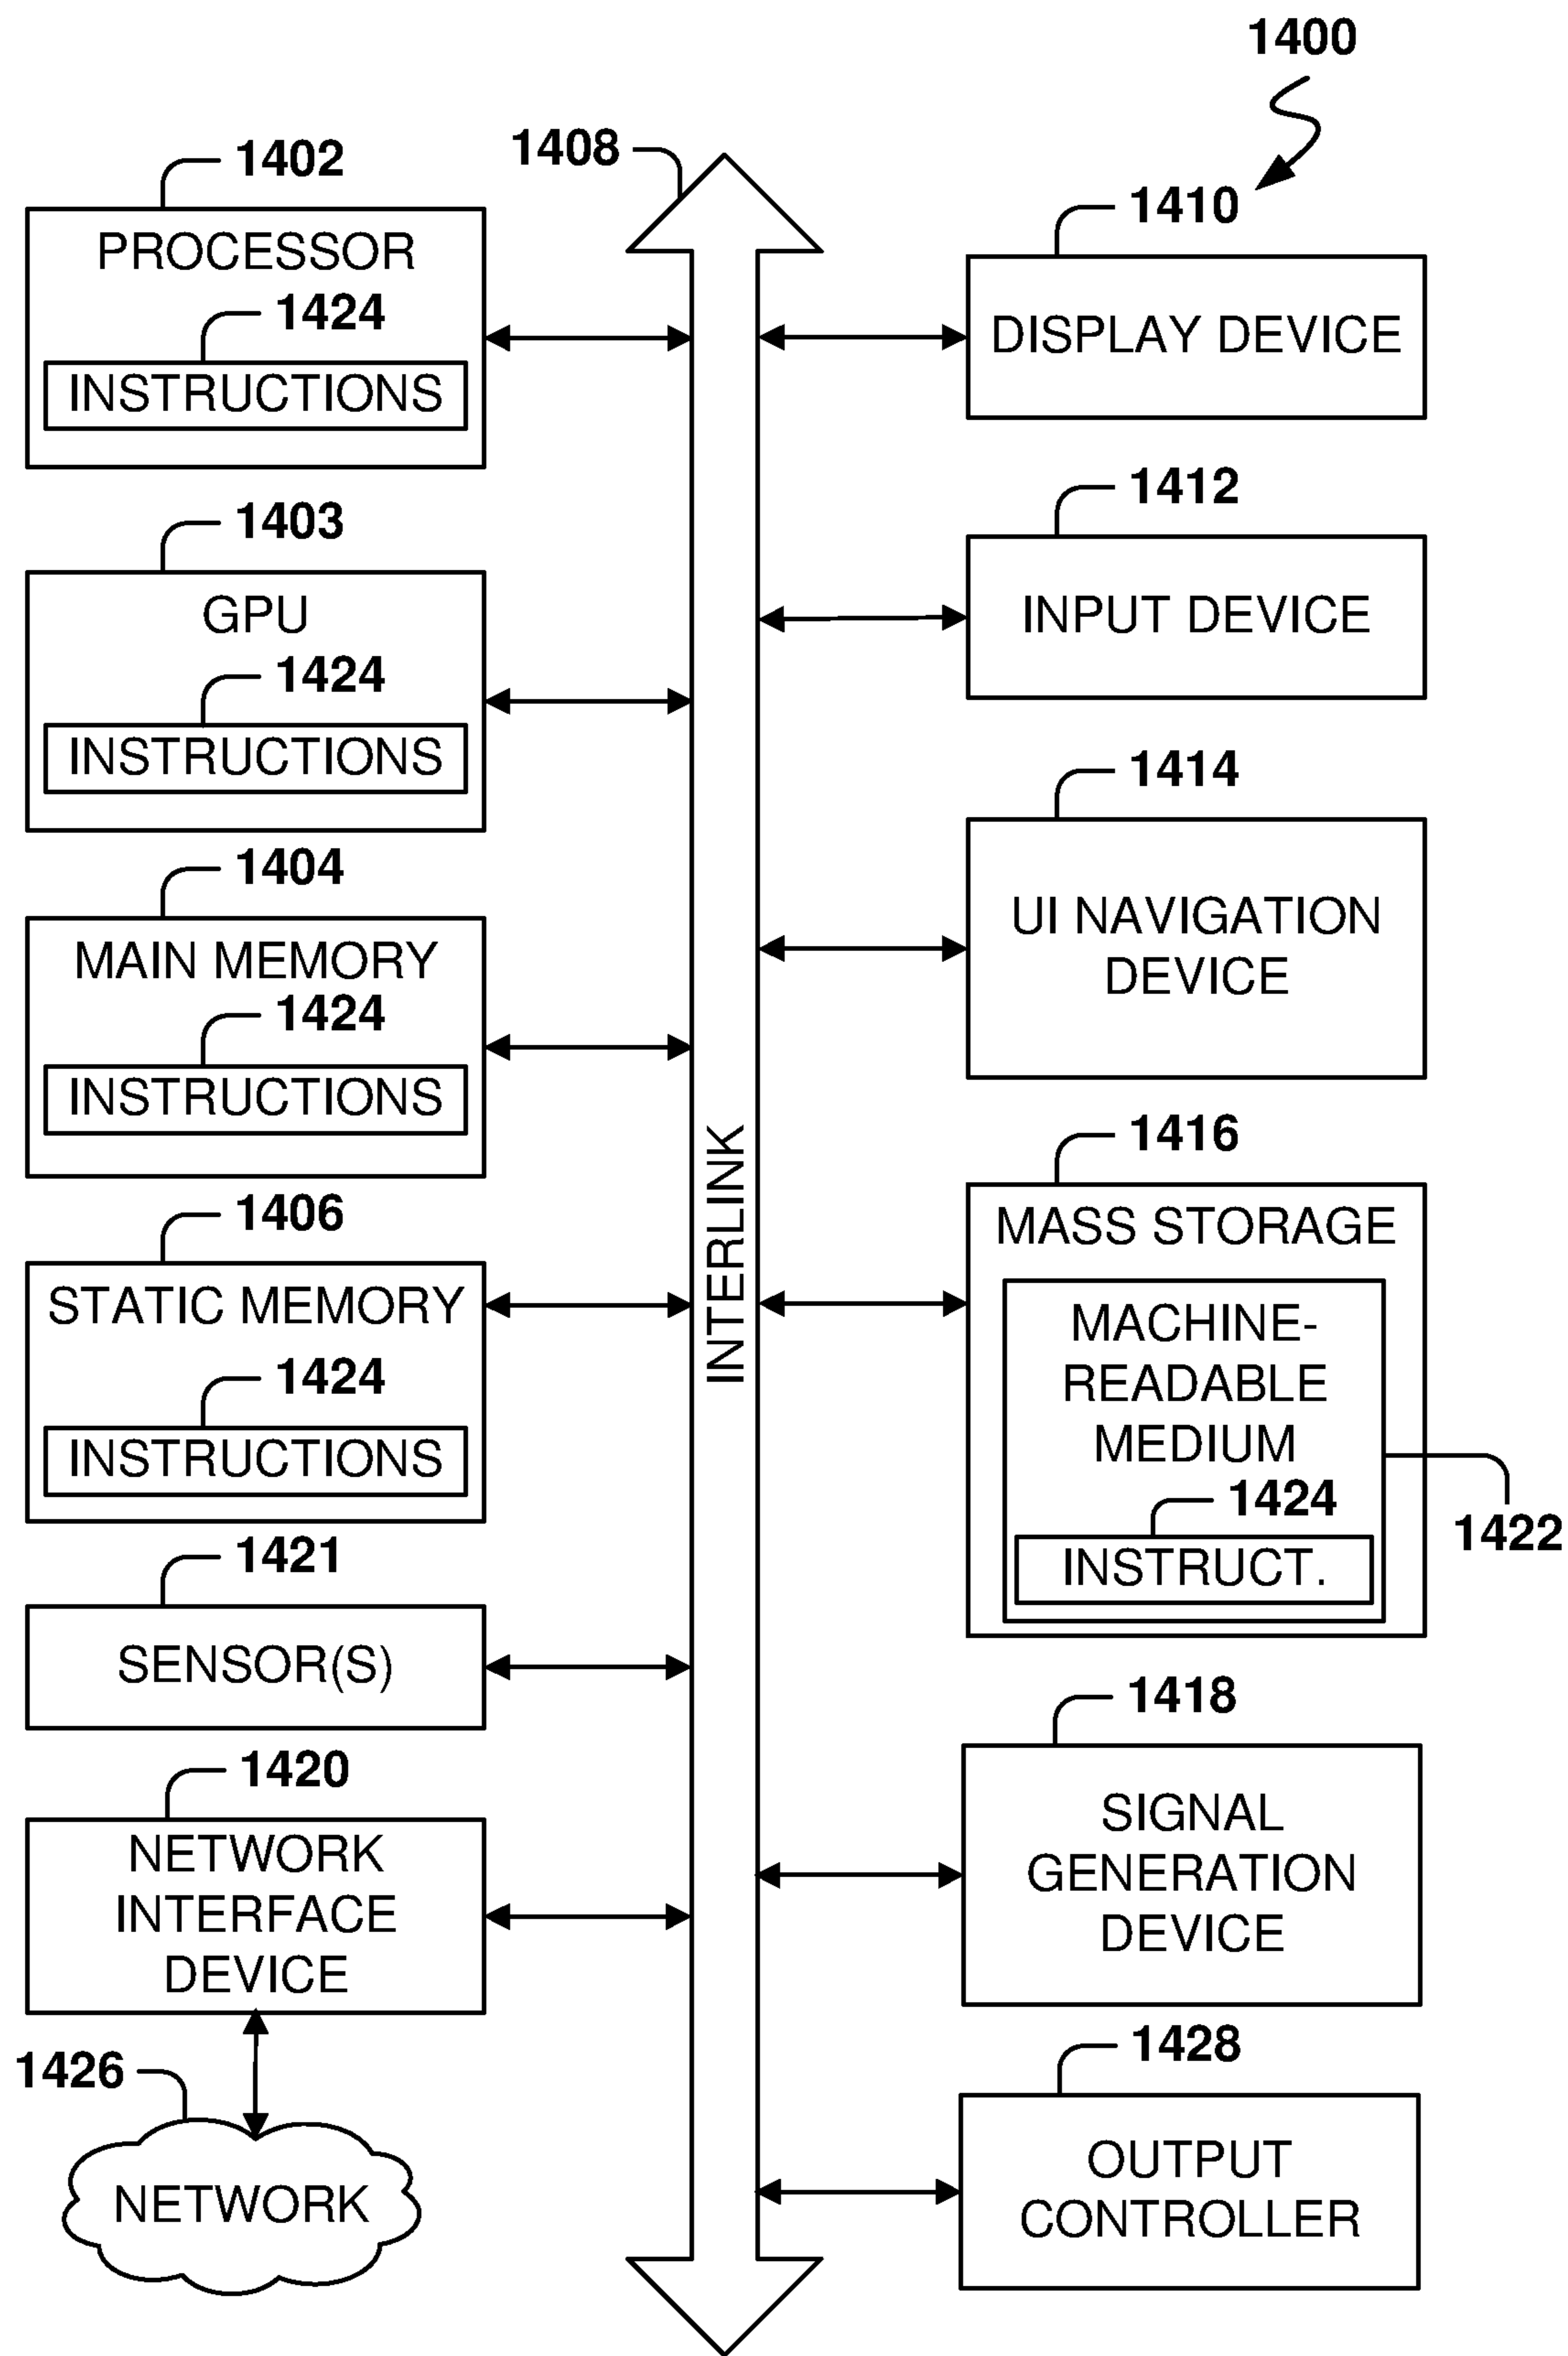 1400
1402
PROCESSOR
1424
INSTRUCTIONS
1403
GPU
1424
INSTRUCTIONS
1404
MAIN MEMORY
1424
INSTRUCTIONS
1406
STATIC MEMORY
1424
INSTRUCTIONS
1421
SENSOR(S)
1420
NETWORK
INTERFACE
DEVICE
1426
NETWORK
1408
INTERLINK
1410
DISPLAY DEVICE
1412
INPUT DEVICE
1414
UI NAVIGATION
DEVICE
1416
MASS STORAGE
MACHINE-
READABLE
MEDIUM
1424
INSTRUCT.
1422
1418
SIGNAL
GENERATION
DEVICE
1428
OUTPUT
CONTROLLER